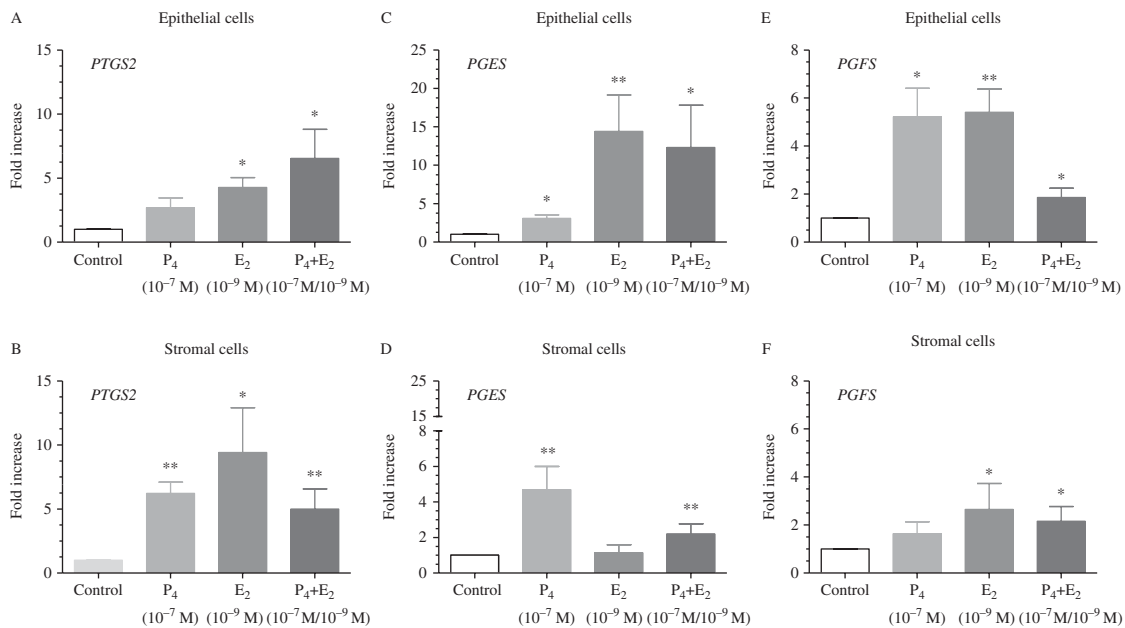 A Epithelial cells
PTGS2
Fold increase
15
10
5
0
* *
Control P₄ E₂ P₄+E₂
(10⁻⁷ M) (10⁻⁹ M) (10⁻⁷M/10⁻⁹ M)
C Epithelial cells
PGES
Fold increase
25
20
15
10
5
0
* ** *
Control P₄ E₂ P₄+E₂
(10⁻⁷ M) (10⁻⁹ M) (10⁻⁷M/10⁻⁹ M)
E Epithelial cells
PGFS
Fold increase
8
6
4
2
0
* ** *
Control P₄ E₂ P₄+E₂
(10⁻⁷ M) (10⁻⁹ M) (10⁻⁷M/10⁻⁹ M)
B Stromal cells
PTGS2
Fold increase
15
10
5
0
** * **
Control P₄ E₂ P₄+E₂
(10⁻⁷ M) (10⁻⁹ M) (10⁻⁷M/10⁻⁹ M)
D Stromal cells
PGES
Fold increase
25
15
8
6
4
2
0
** **
Control P₄ E₂ P₄+E₂
(10⁻⁷ M) (10⁻⁹ M) (10⁻⁷M/10⁻⁹ M)
F Stromal cells
PGFS
Fold increase
8
6
4
2
0
* *
Control P₄ E₂ P₄+E₂
(10⁻⁷ M) (10⁻⁹ M) (10⁻⁷M/10⁻⁹ M)